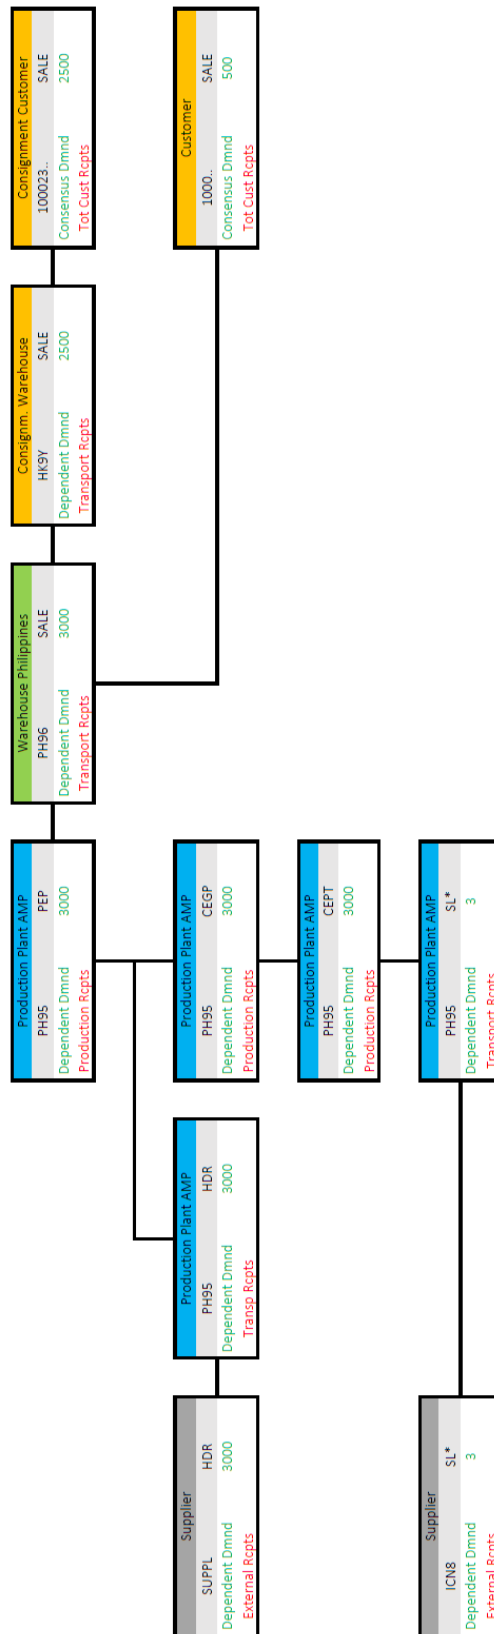 Production Plant AMP
PH95 PEP
Dependent Dmnd 3000
Production Rcpts
Warehouse Philippines
PH96 SALE
Dependent Dmnd 3000
Transport Rcpts
Consignm. Warehouse
HK9Y SALE
Dependent Dmnd 2500
Transport Rcpts
Consignment Customer
100023.. SALE
Consensus Dmnd 2500
Tot Cust Rcpts
Supplier
SUPPL HDR
Dependent Dmnd 3000
External Rcpts
Production Plant AMP
PH95 HDR
Dependent Dmnd 3000
Transp Rcpts
Production Plant AMP
PH95 CEGP
Dependent Dmnd 3000
Production Rcpts
Customer
1000.. SALE
Consensus Dmnd 500
Tot Cust Rcpts
Production Plant AMP
PH95 CEPT
Dependent Dmnd 3000
Production Rcpts
Supplier
ICN8 SL*
Dependent Dmnd 3
External Rcpts
Production Plant AMP
PH95 SL*
Dependent Dmnd 3
Transport Rcpts